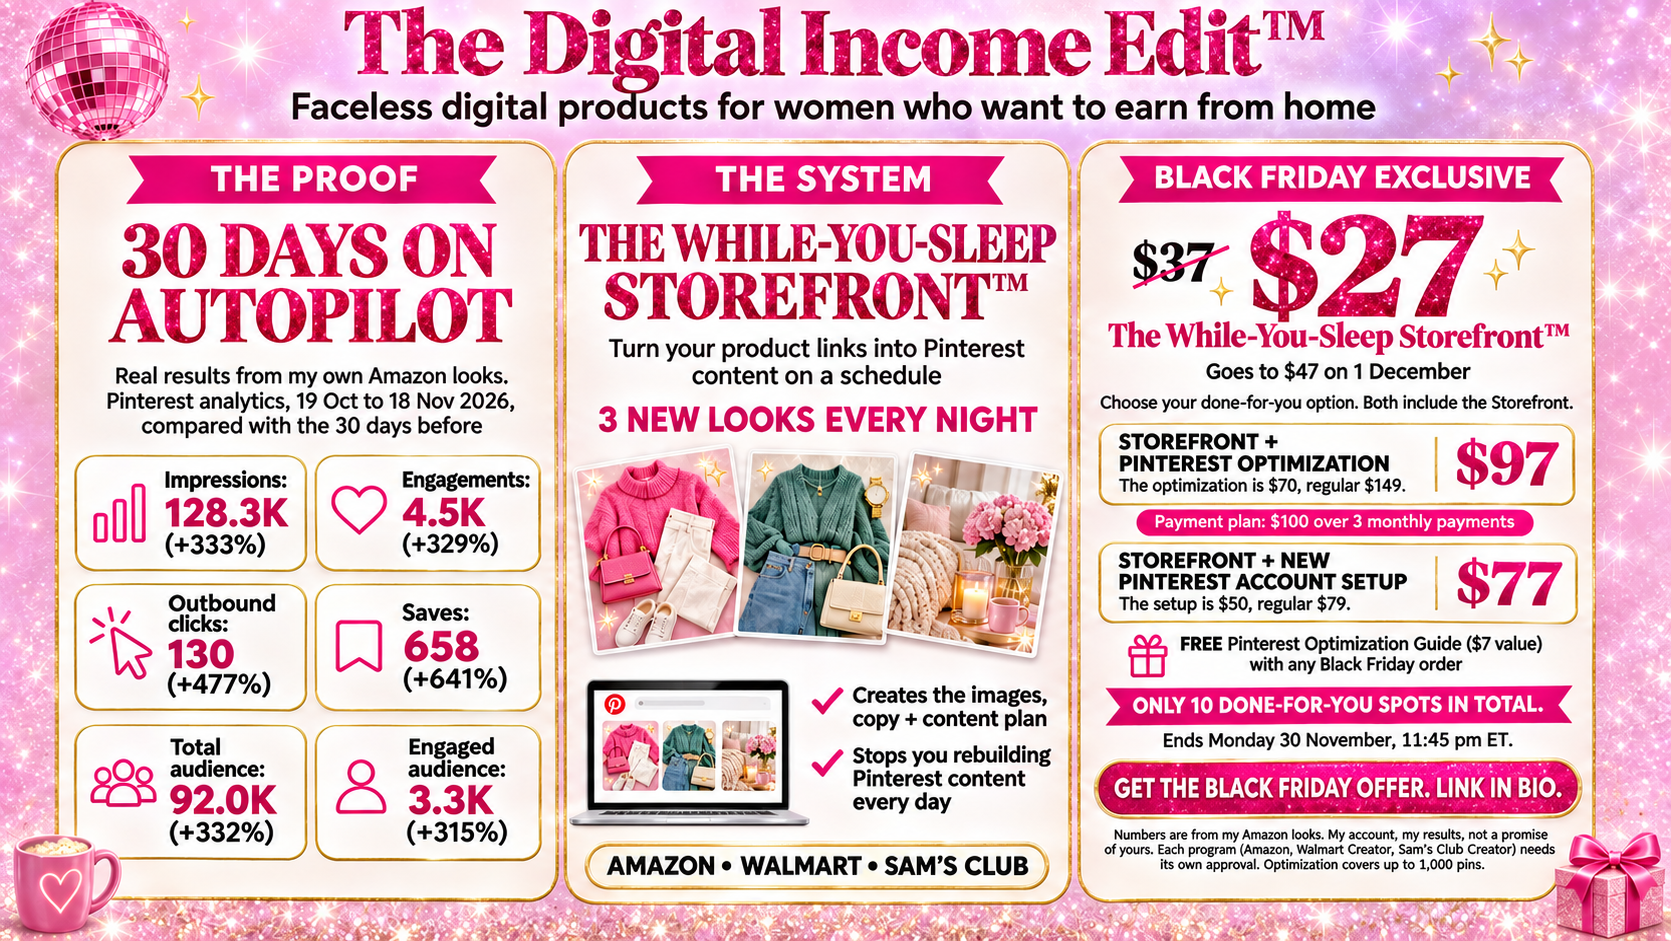 The Digital Income Edit™
Faceless digital products for women who want to earn from home
THE PROOF
30 DAYS ON
AUTOPILOT
Real results from my own Amazon looks.
Pinterest analytics, 19 Oct to 18 Nov 2026,
compared with the 30 days before
Impressions:
128.3K
(+333%)
Engagements:
4.5K
(+329%)
Outbound
clicks:
130
(+477%)
Saves:
658
(+641%)
Total
audience:
92.0K
(+332%)
Engaged
audience:
3.3K
(+315%)
THE SYSTEM
THE WHILE-YOU-SLEEP
STOREFRONT™
Turn your product links into Pinterest
content on a schedule
3 NEW LOOKS EVERY NIGHT
Creates the images,
copy + content plan
Stops you rebuilding
Pinterest content
every day
AMAZON • WALMART • SAM'S CLUB
BLACK FRIDAY EXCLUSIVE
$37 $27
The While-You-Sleep Storefront™
Goes to $47 on 1 December
Choose your done-for-you option. Both include the Storefront.
STOREFRONT +
PINTEREST OPTIMIZATION
The optimization is $70, regular $149.
$97
Payment plan: $100 over 3 monthly payments
STOREFRONT + NEW
PINTEREST ACCOUNT SETUP
The setup is $50, regular $79.
$77
FREE Pinterest Optimization Guide ($7 value)
with any Black Friday order
ONLY 10 DONE-FOR-YOU SPOTS IN TOTAL.
Ends Monday 30 November, 11:45 pm ET.
GET THE BLACK FRIDAY OFFER. LINK IN BIO.
Numbers are from my Amazon looks. My account, my results, not a promise
of yours. Each program (Amazon, Walmart Creator, Sam's Club Creator) needs
its own approval. Optimization covers up to 1,000 pins.